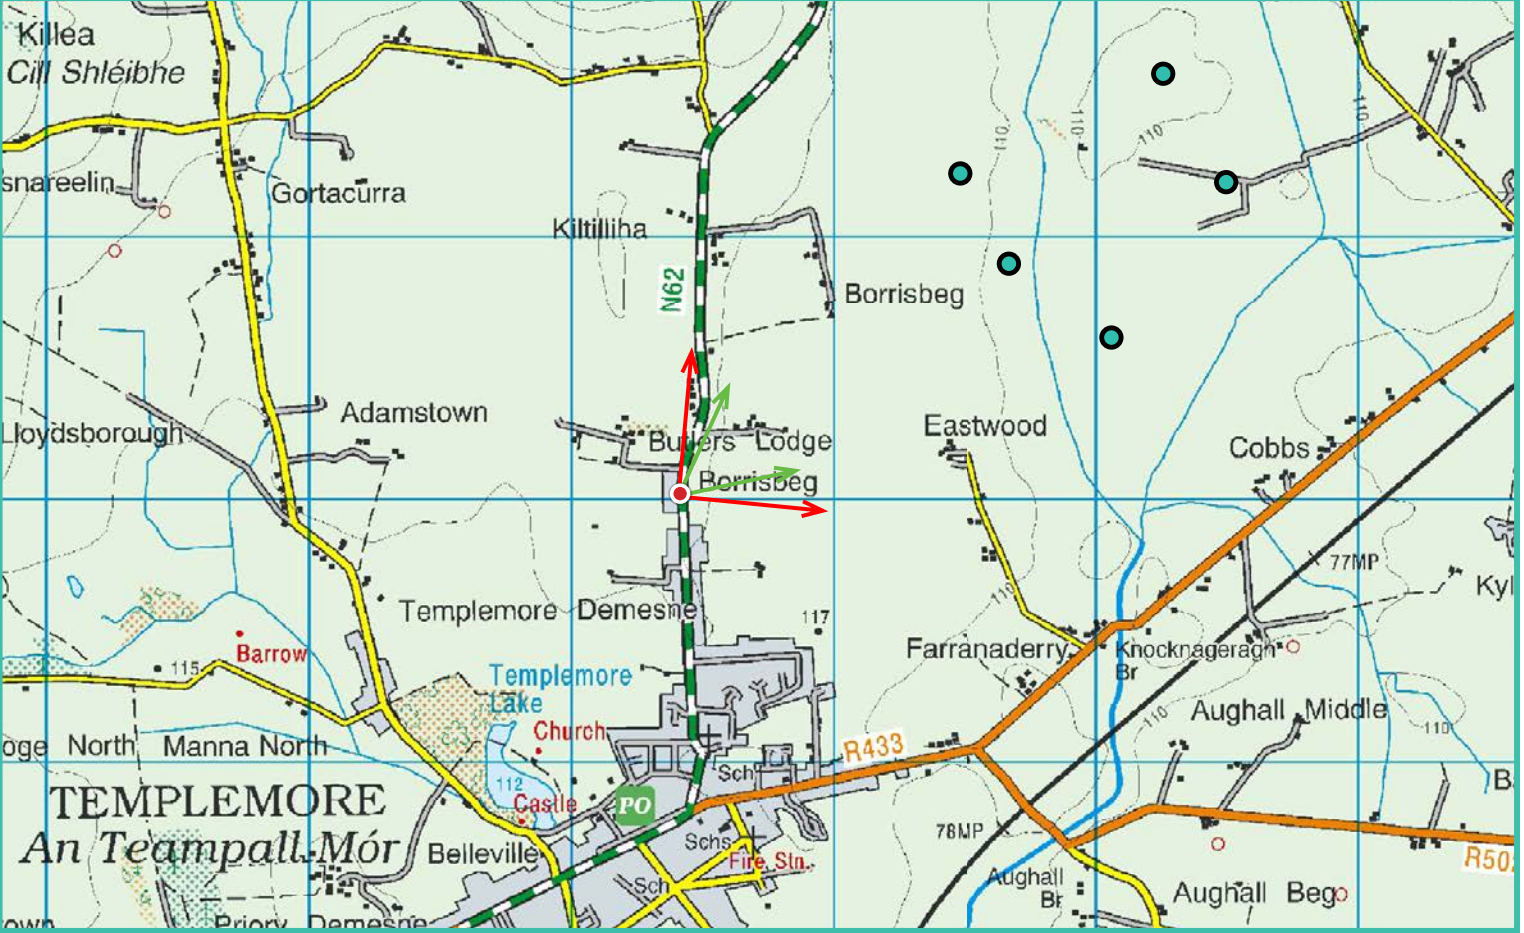 Killea
Cill Shléibhe
110
110
110
110
snareelin
Gortacurra
Kiltilliha
N62
Borrisbeg
Adamstown
Lloydsborough
Butlers Lodge
Borrisbeg
Eastwood
Cobbs
77MP
Kyl
110
Templemore Demesne
117
Barrow
115
Farranaderry
Knocknageragh
Br
Templemore
Lake
Church
110
Aughall Middle
110
oge North
Manna North
R433
Sch
112
Castle
PO
TEMPLEMORE
An Teampall Mór
Belleville
Schs
Fire Stn.
78MP
B
R50
Sch
Aughall
Br
Aughall Beg
own
Priory Demesne